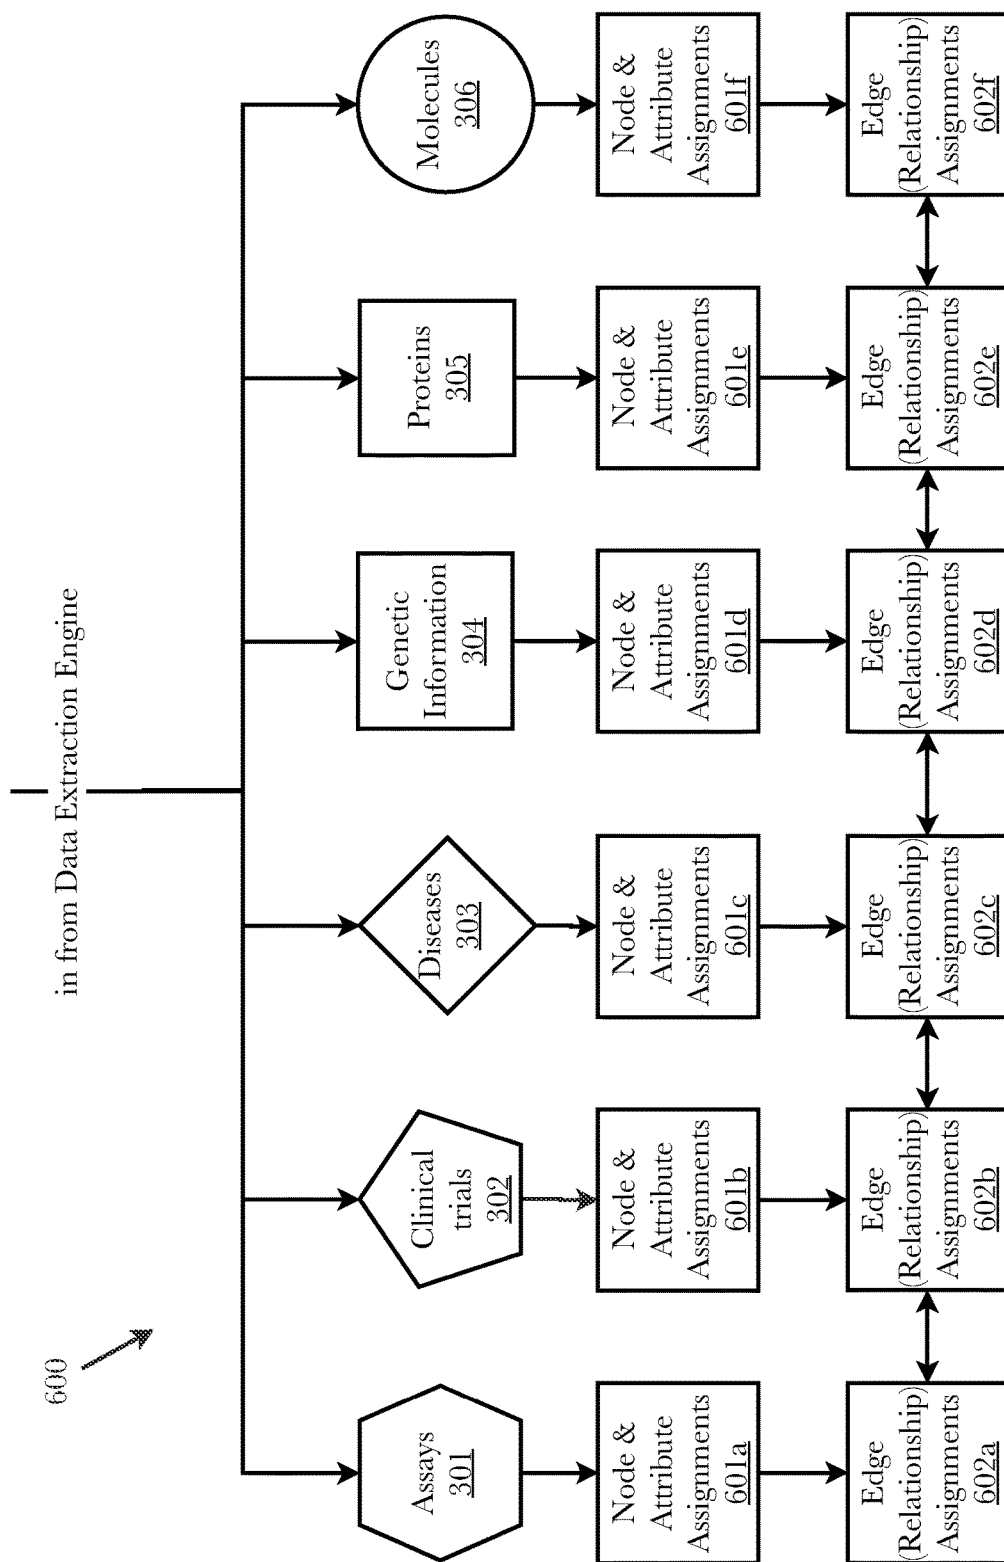 600
in from Data Extraction Engine
Assays
301
Clinical
trials
302
Diseases
303
Genetic
Information
304
Proteins
305
Molecules
306
Node &
Attribute
Assignments
601a
Node &
Attribute
Assignments
601b
Node &
Attribute
Assignments
601c
Node &
Attribute
Assignments
601d
Node &
Attribute
Assignments
601e
Node &
Attribute
Assignments
601f
Edge
(Relationship)
Assignments
602a
Edge
(Relationship)
Assignments
602b
Edge
(Relationship)
Assignments
602c
Edge
(Relationship)
Assignments
602d
Edge
(Relationship)
Assignments
602e
Edge
(Relationship)
Assignments
602f